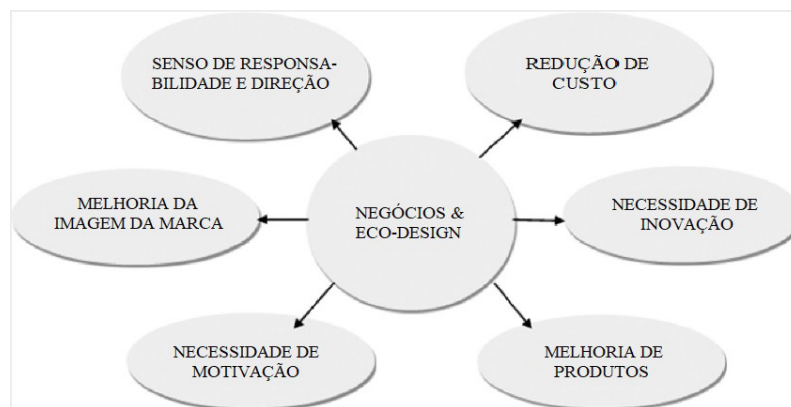 SENSO DE RESPONSA-
BILIDADE E DIREÇÃO
REDUÇÃO DE
CUSTO
MELHORIA DA
IMAGEM DA MARCA
NEGÓCIOS &
ECO-DESIGN
NECESSIDADE DE
INOVAÇÃO
NECESSIDADE DE
MOTIVAÇÃO
MELHORIA DE
PRODUTOS